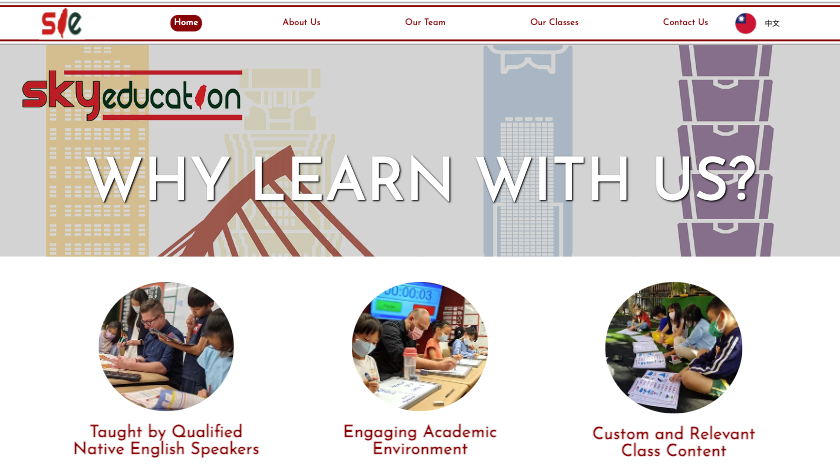 SIE
Home
About Us
Our Team
Our Classes
Contact Us
中文
skyeducation
WHY LEARN WITH US?
00:00:03
Taught by Qualified
Native English Speakers
Engaging Academic
Environment
Custom and Relevant
Class Content